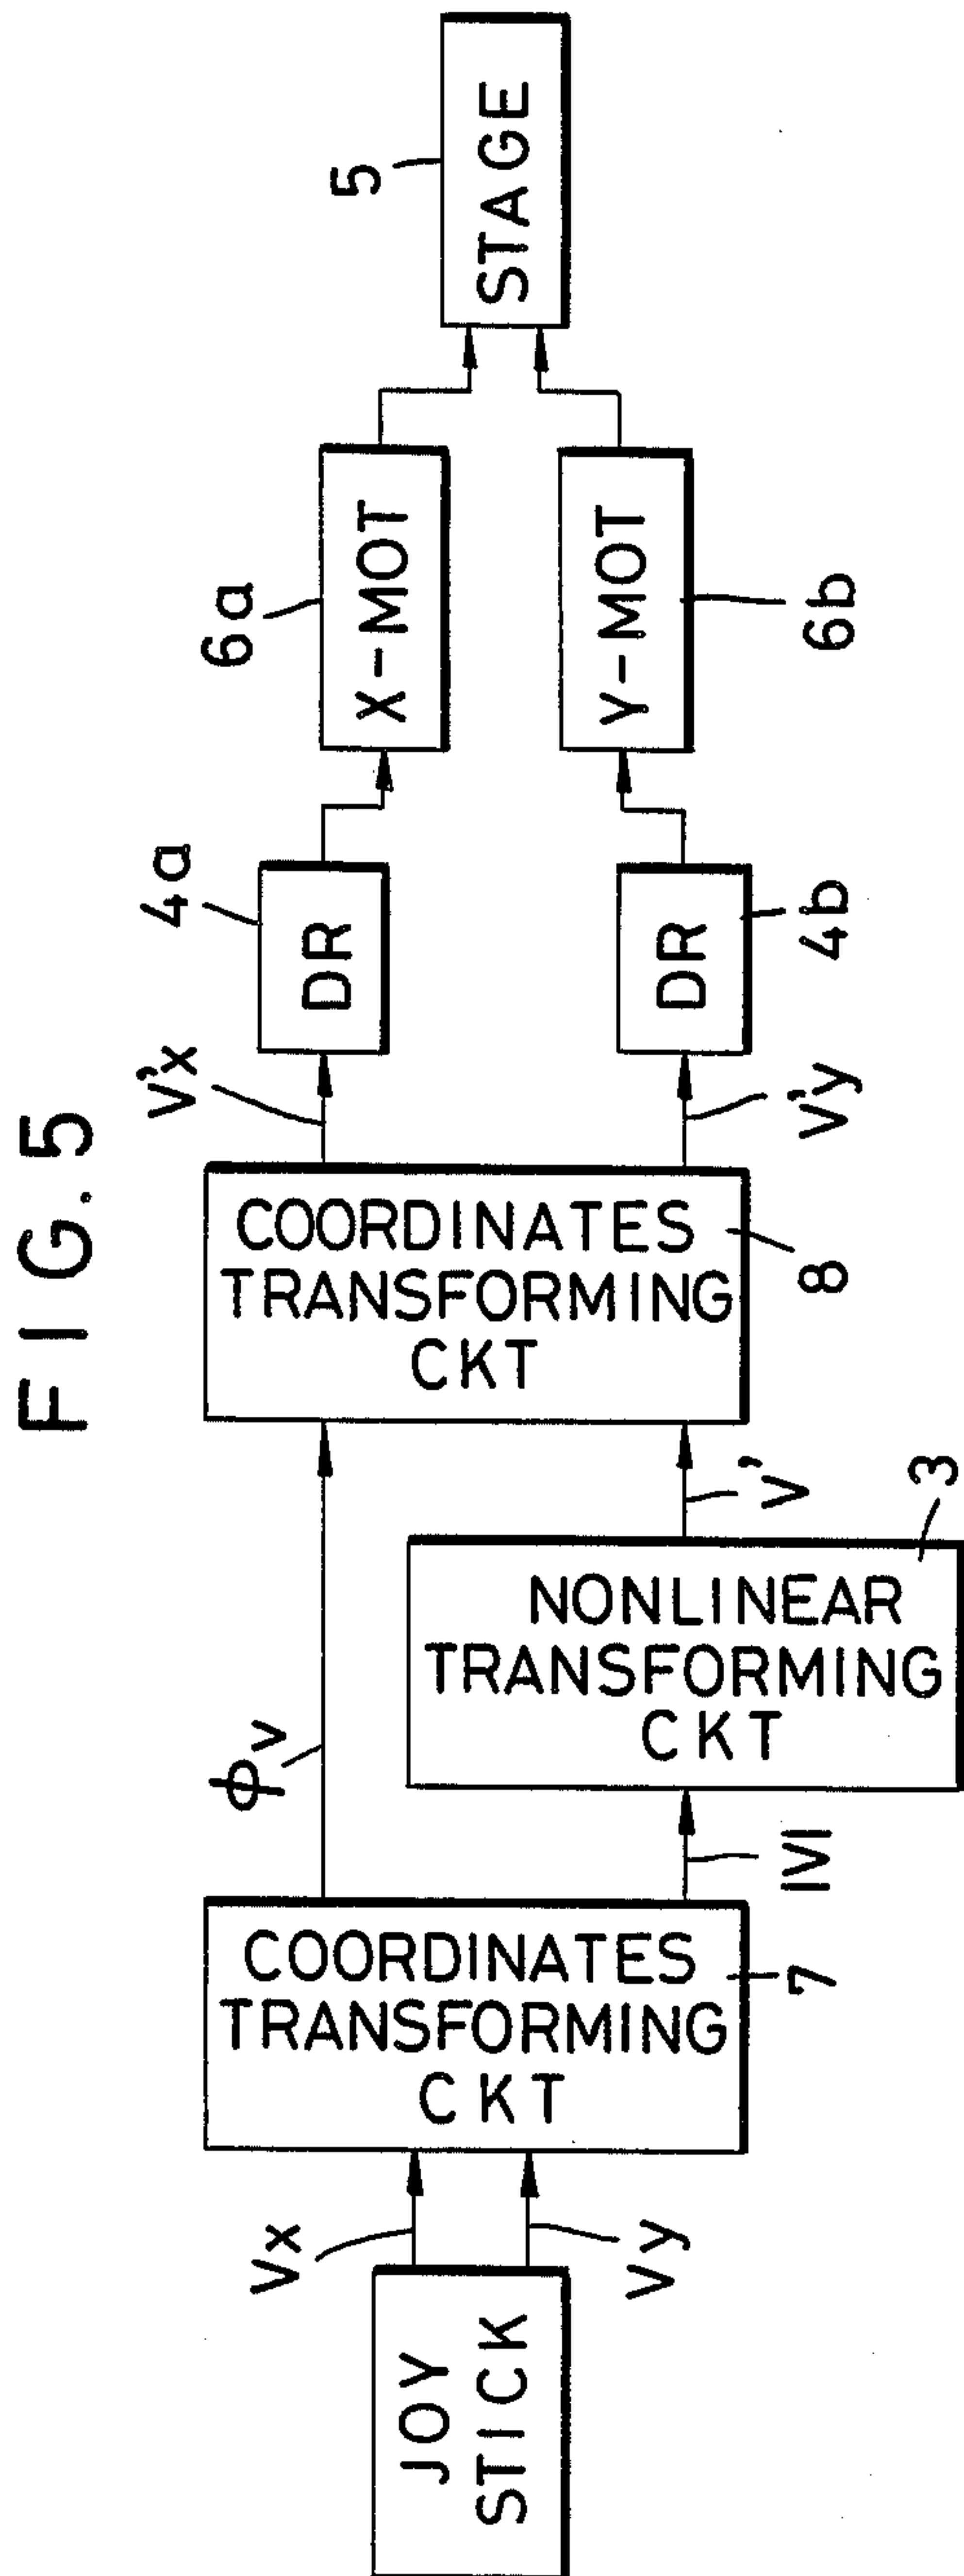 FIG. 5
JOY
STICK
Vx
Vy
COORDINATES
TRANSFORMING
CKT
7
ϕv
|V|
NONLINEAR
TRANSFORMING
CKT
3
V'
COORDINATES
TRANSFORMING
CKT
8
V'x
V'y
4a
DR
DR
4b
6a
X-MOT
Y-MOT
6b
5
STAGE